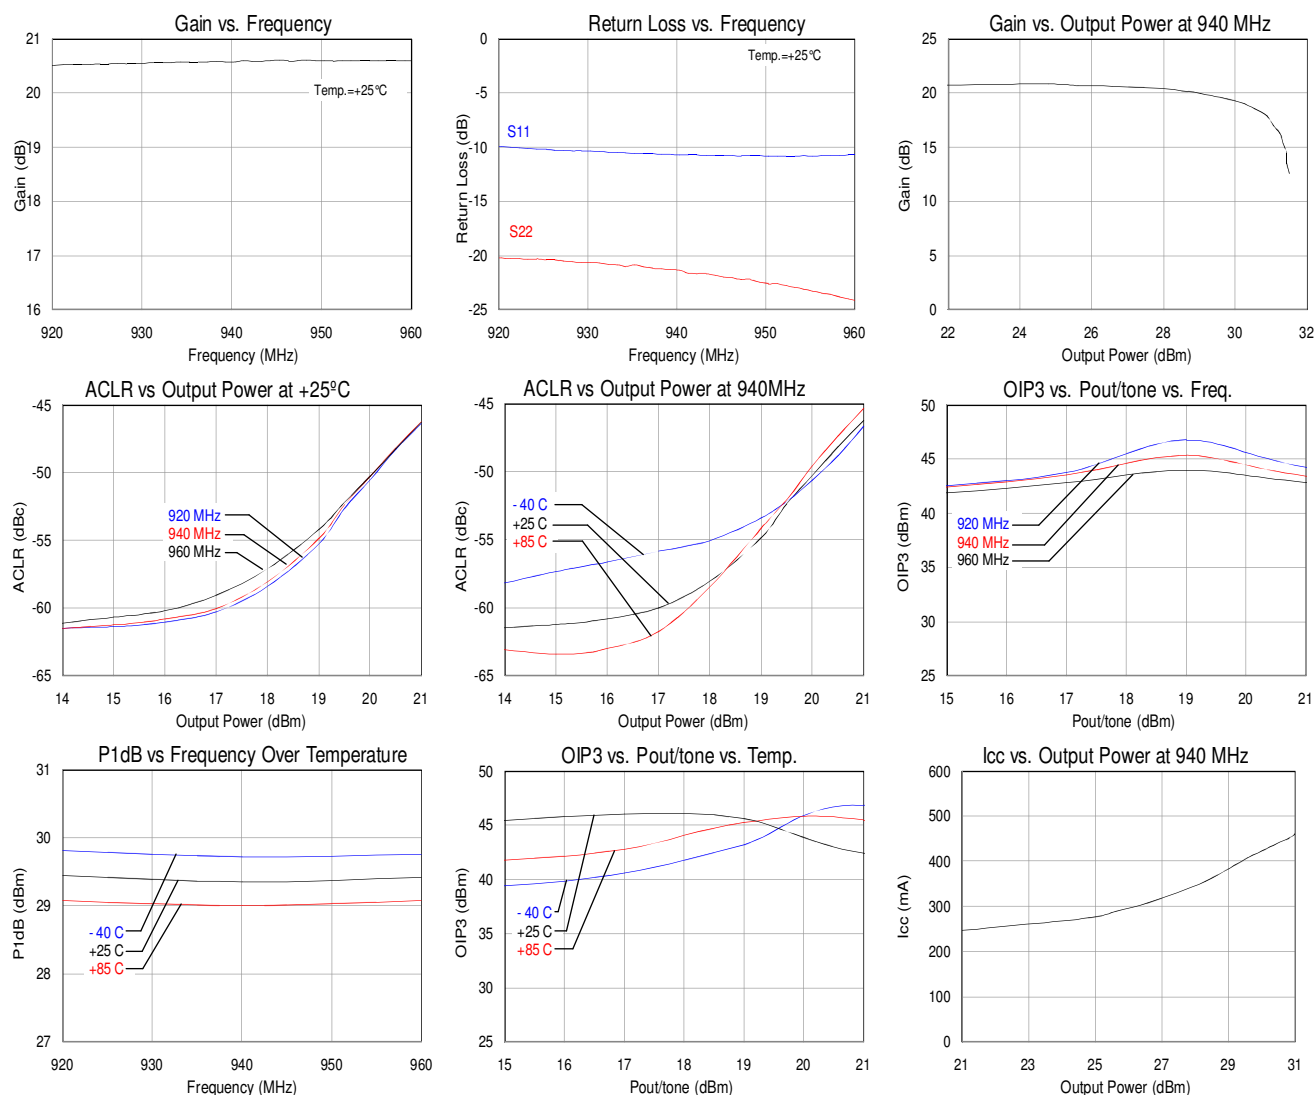 Gain vs. Frequency
21
20
19
18
17
16
Gain (dB)
Temp.=+25°C
920
930
940
950
960
Frequency (MHz)
Return Loss vs. Frequency
0
-5
-10
-15
-20
-25
Return Loss (dB)
Temp.=+25°C
S11
S22
920
930
940
950
960
Frequency (MHz)
Gain vs. Output Power at 940 MHz
25
20
15
10
5
0
Gain (dB)
22
24
26
28
30
32
Output Power (dBm)
ACLR vs Output Power at +25ºC
-45
-50
-55
-60
-65
ACLR (dBc)
920 MHz
940 MHz
960 MHz
14
15
16
17
18
19
20
21
Output Power (dBm)
ACLR vs Output Power at 940MHz
-45
-50
-55
-60
-65
ACLR (dBc)
- 40 C
+25 C
+85 C
14
15
16
17
18
19
20
21
Output Power (dBm)
OIP3 vs. Pout/tone vs. Freq.
50
45
40
35
30
25
OIP3 (dBm)
920 MHz
940 MHz
960 MHz
15
16
17
18
19
20
21
Pout/tone (dBm)
P1dB vs Frequency Over Temperature
31
30
29
28
27
P1dB (dBm)
- 40 C
+25 C
+85 C
920
930
940
950
960
Frequency (MHz)
OIP3 vs. Pout/tone vs. Temp.
50
45
40
35
30
25
OIP3 (dBm)
- 40 C
+25 C
+85 C
15
16
17
18
19
20
21
Pout/tone (dBm)
Icc vs. Output Power at 940 MHz
600
500
400
300
200
100
0
Icc (mA)
21
23
25
27
29
31
Output Power (dBm)